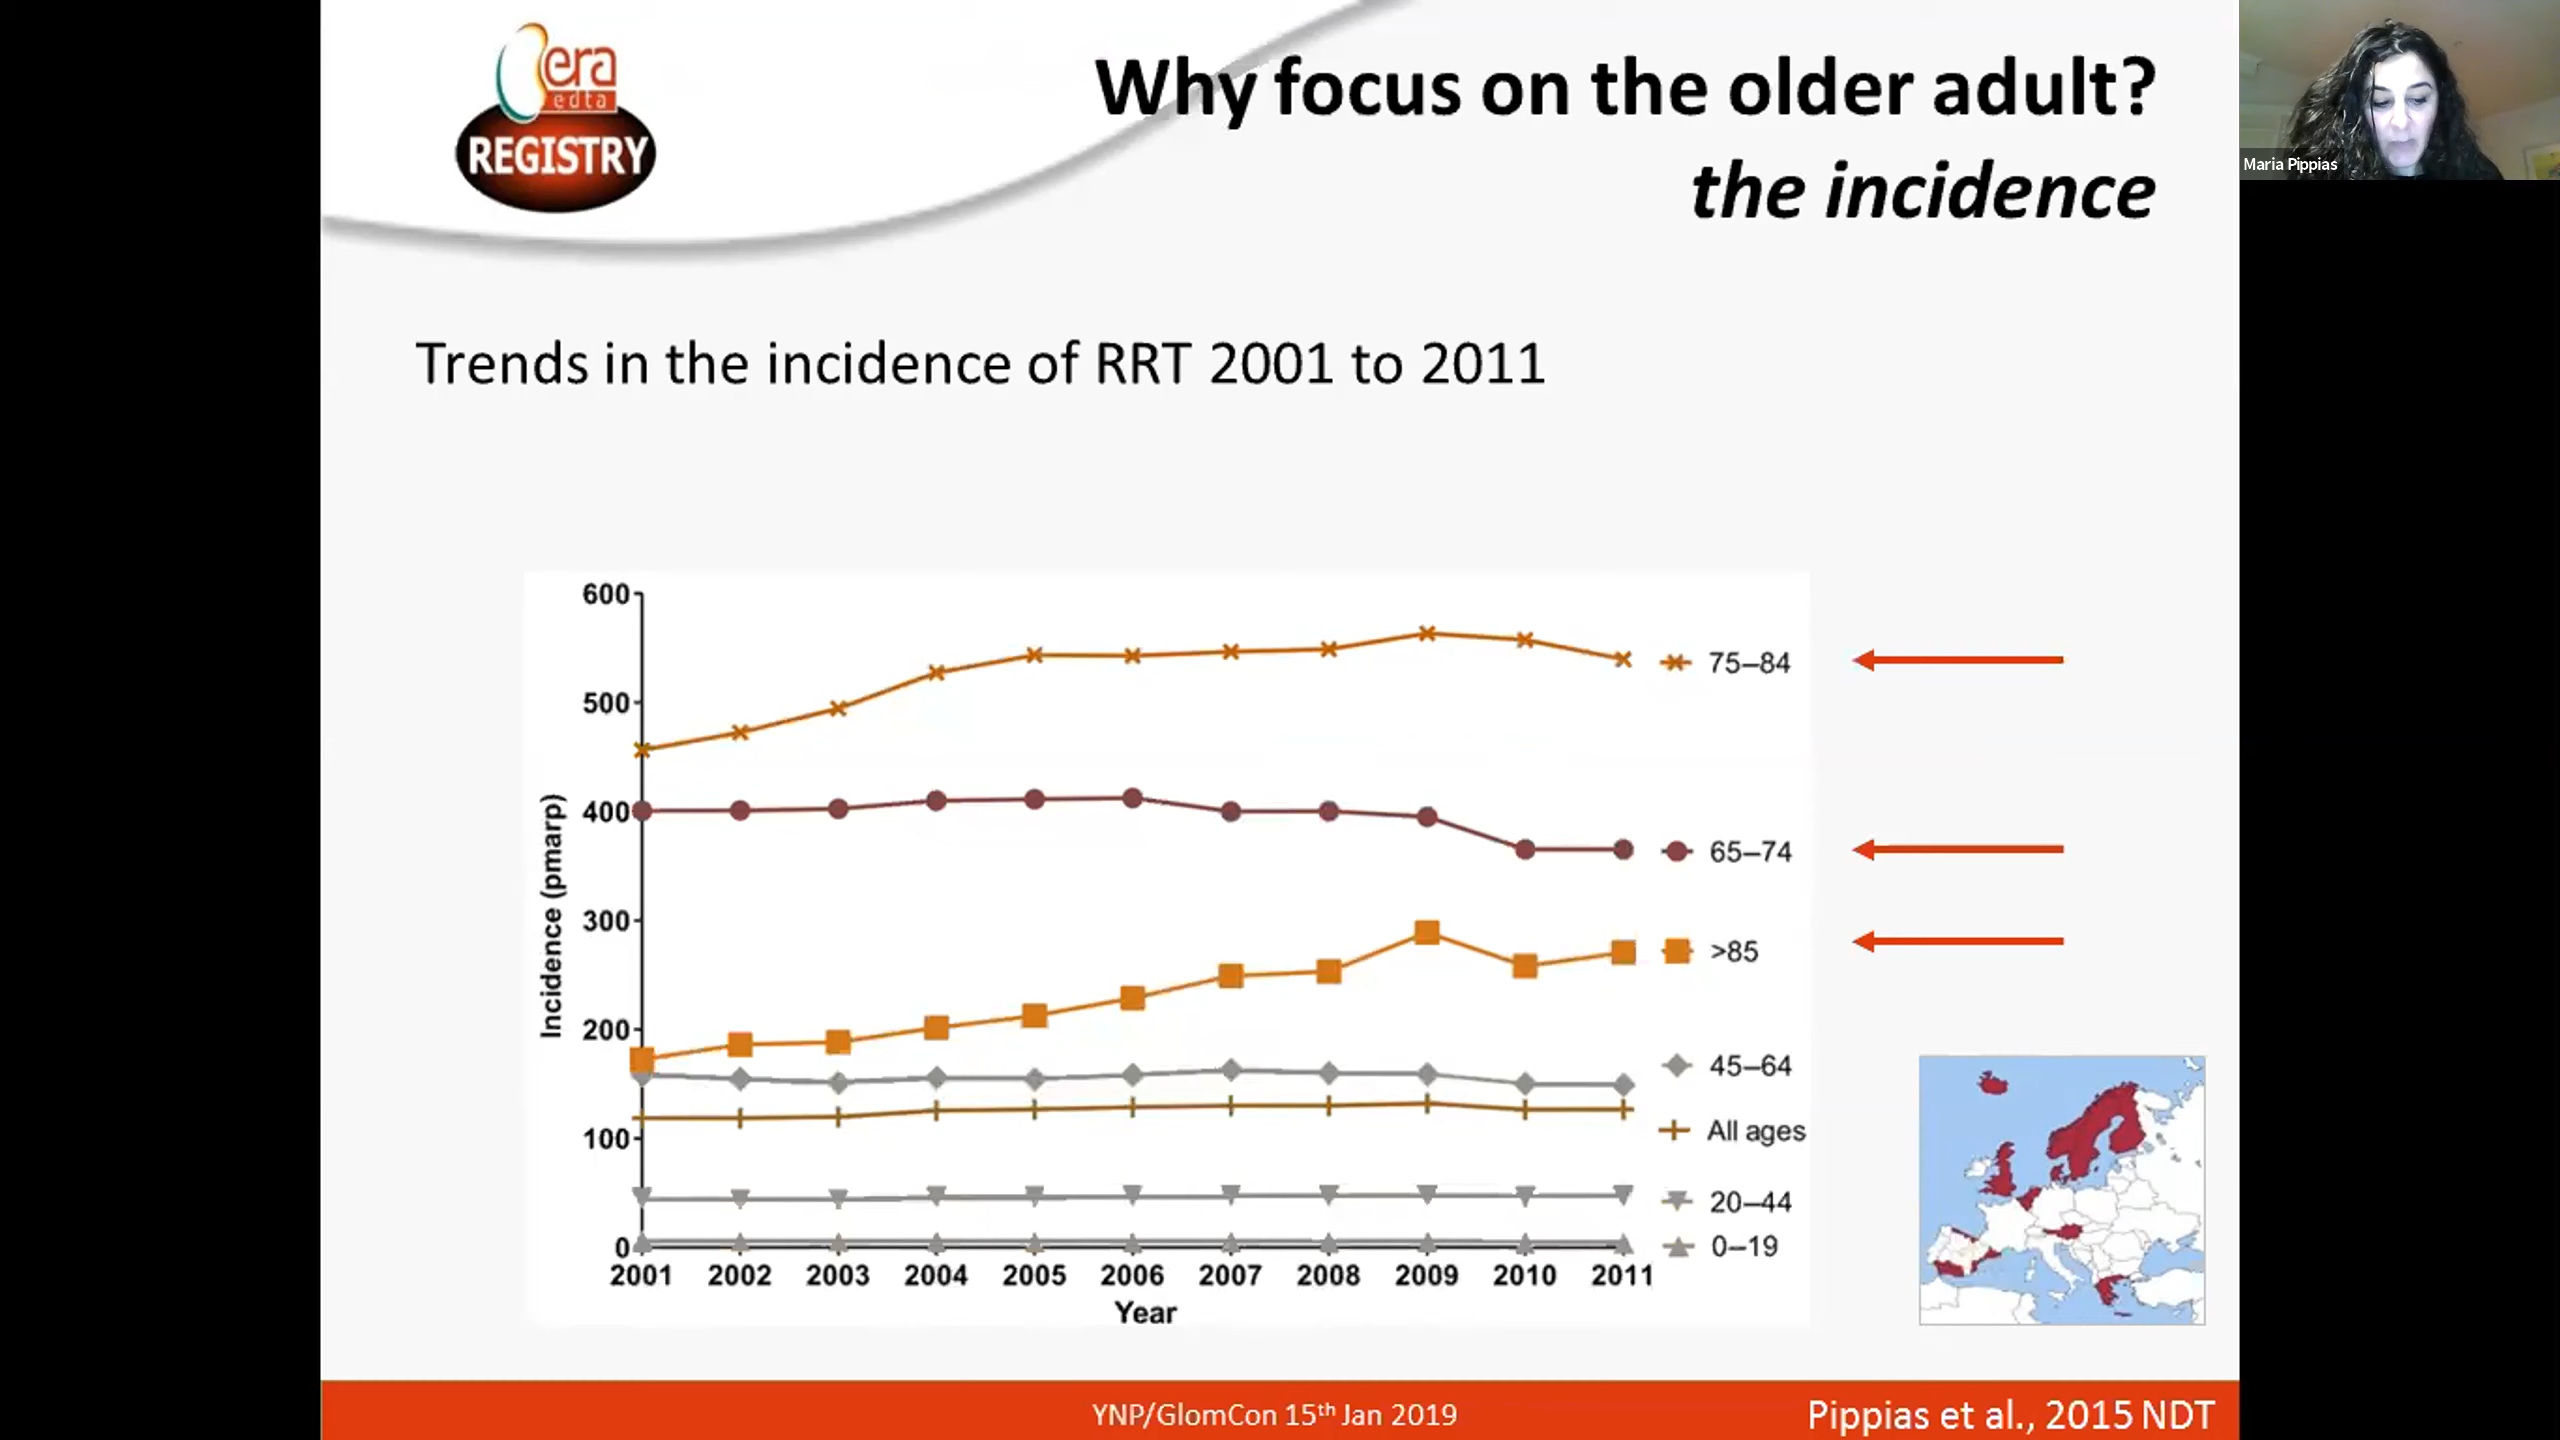 era
edta
REGISTRY
Why focus on the older adult?
the incidence
Maria Pippias
Trends in the incidence of RRT 2001 to 2011
600
500
400
300
200
100
0
Incidence (pmarp)
75–84
65–74
>85
45–64
All ages
20–44
0–19
2001 2002 2003 2004 2005 2006 2007 2008 2009 2010 2011
Year
YNP/GlomCon 15th Jan 2019
Pippias et al., 2015 NDT